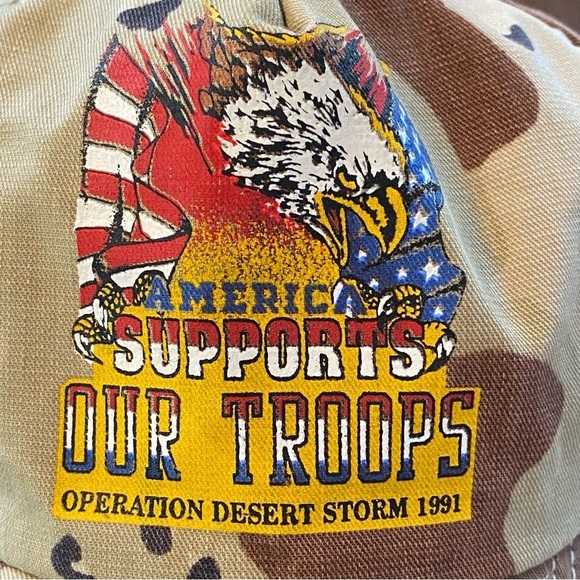 AMERICA
SUPPORTS
OUR TROOPS
OPERATION DESERT STORM 1991